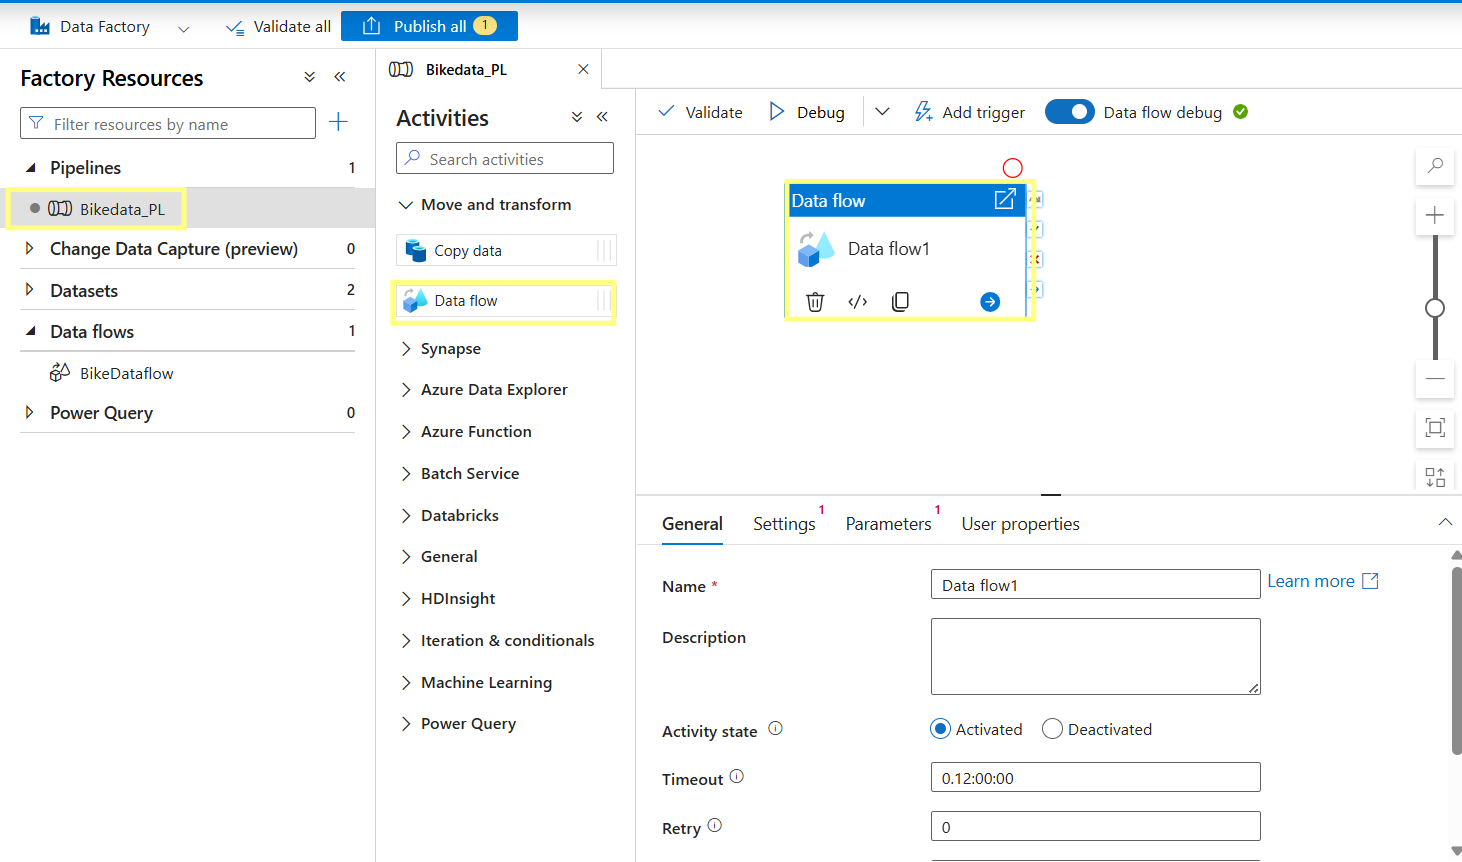 Data Factory
Validate all
Publish all 1
Factory Resources
Filter resources by name
Pipelines 1
Bikedata_PL
Change Data Capture (preview) 0
Datasets 2
Data flows 1
BikeDataflow
Power Query 0
Bikedata_PL
Activities
Search activities
Move and transform
Copy data
Data flow
Synapse
Azure Data Explorer
Azure Function
Batch Service
Databricks
General
HDInsight
Iteration & conditionals
Machine Learning
Power Query
Validate
Debug
Add trigger
Data flow debug
Data flow
Data flow1
General
Settings 1
Parameters 1
User properties
Name *
Data flow1
Learn more
Description
Activity state
Activated
Deactivated
Timeout
0.12:00:00
Retry
0